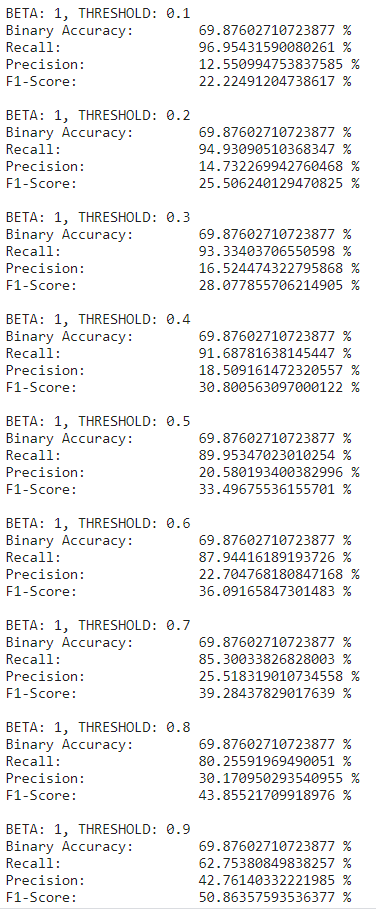 BETA: 1, THRESHOLD: 0.1
Binary Accuracy: 69.87602710723877 %
Recall: 96.95431590080261 %
Precision: 12.550994753837585 %
F1-Score: 22.22491204738617 %
BETA: 1, THRESHOLD: 0.2
Binary Accuracy: 69.87602710723877 %
Recall: 94.93090510368347 %
Precision: 14.732269942760468 %
F1-Score: 25.506240129470825 %
BETA: 1, THRESHOLD: 0.3
Binary Accuracy: 69.87602710723877 %
Recall: 93.33403706550598 %
Precision: 16.524474322795868 %
F1-Score: 28.077855706214905 %
BETA: 1, THRESHOLD: 0.4
Binary Accuracy: 69.87602710723877 %
Recall: 91.68781638145447 %
Precision: 18.509161472320557 %
F1-Score: 30.800563097000122 %
BETA: 1, THRESHOLD: 0.5
Binary Accuracy: 69.87602710723877 %
Recall: 89.95347023010254 %
Precision: 20.580193400382996 %
F1-Score: 33.49675536155701 %
BETA: 1, THRESHOLD: 0.6
Binary Accuracy: 69.87602710723877 %
Recall: 87.94416189193726 %
Precision: 22.704768180847168 %
F1-Score: 36.09165847301483 %
BETA: 1, THRESHOLD: 0.7
Binary Accuracy: 69.87602710723877 %
Recall: 85.30033826828003 %
Precision: 25.518319010734558 %
F1-Score: 39.28437829017639 %
BETA: 1, THRESHOLD: 0.8
Binary Accuracy: 69.87602710723877 %
Recall: 80.25591969490051 %
Precision: 30.170950293540955 %
F1-Score: 43.85521709918976 %
BETA: 1, THRESHOLD: 0.9
Binary Accuracy: 69.87602710723877 %
Recall: 62.75380849838257 %
Precision: 42.76140332221985 %
F1-Score: 50.86357593536377 %